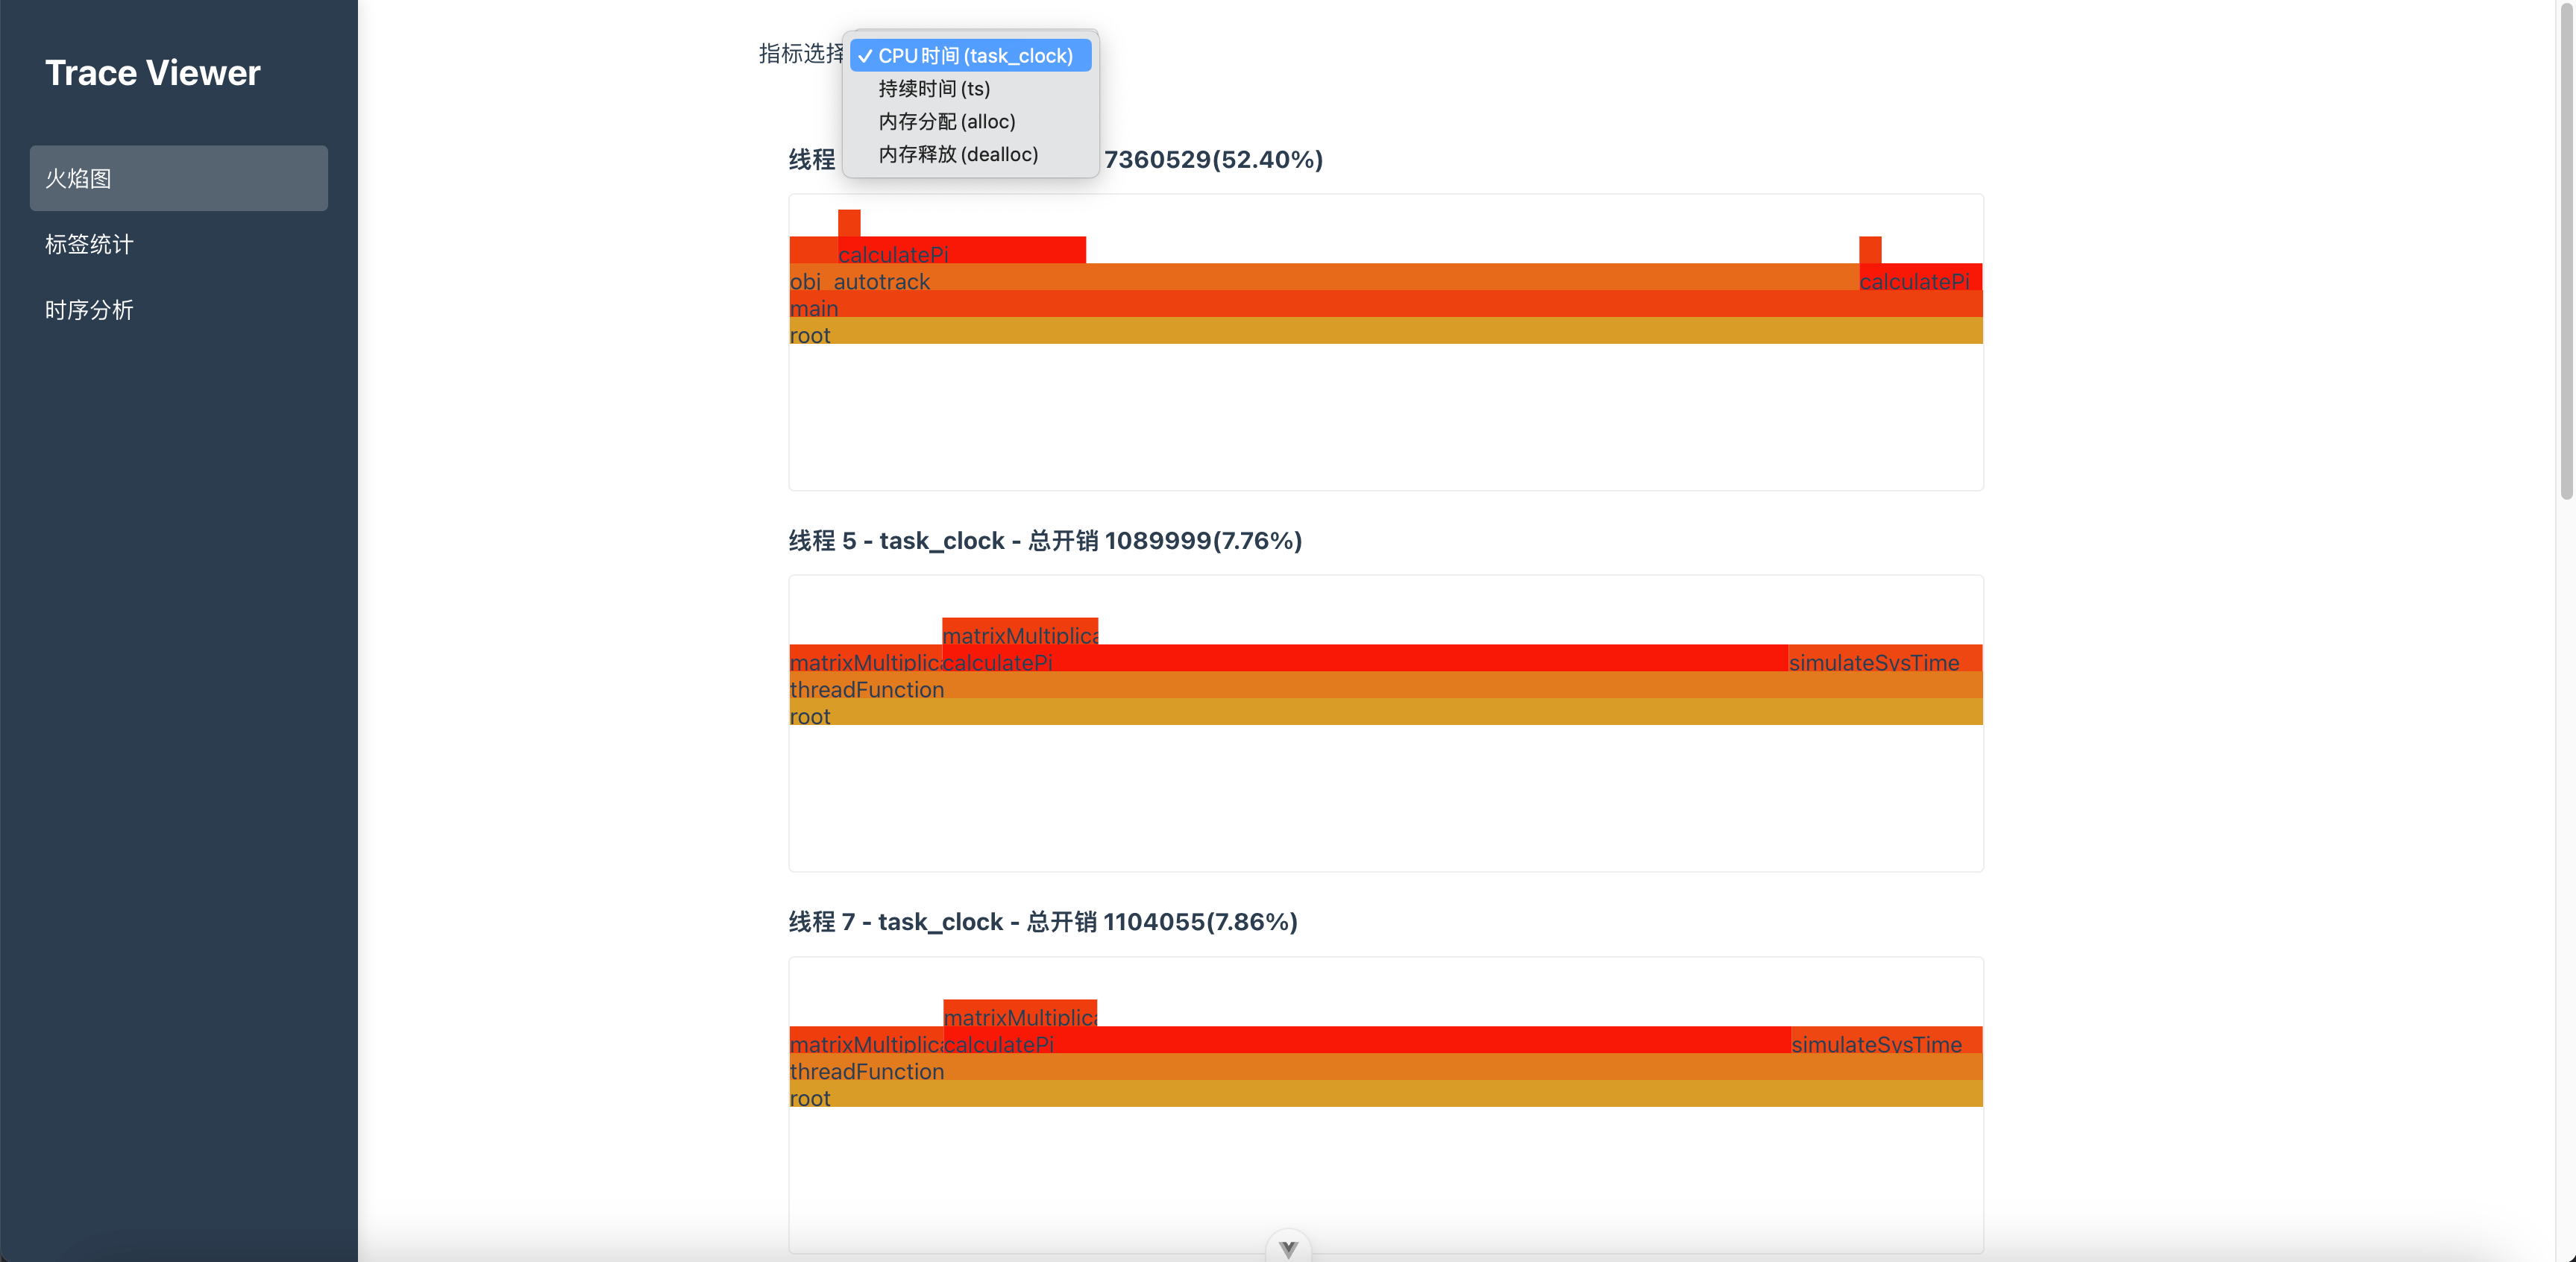 Trace Viewer
火焰图
标签统计
时序分析
指标选择
✓ CPU时间(task_clock)
持续时间(ts)
内存分配(alloc)
内存释放(dealloc)
线程 7360529(52.40%)
calculatePi
obj_autotrack
calculatePi
main
root
线程 5 - task_clock - 总开销 1089999(7.76%)
matrixMultiplica
matrixMultiplica
calculatePi
simulateSysTime
threadFunction
root
线程 7 - task_clock - 总开销 1104055(7.86%)
matrixMultiplica
matrixMultiplica
calculatePi
simulateSysTime
threadFunction
root